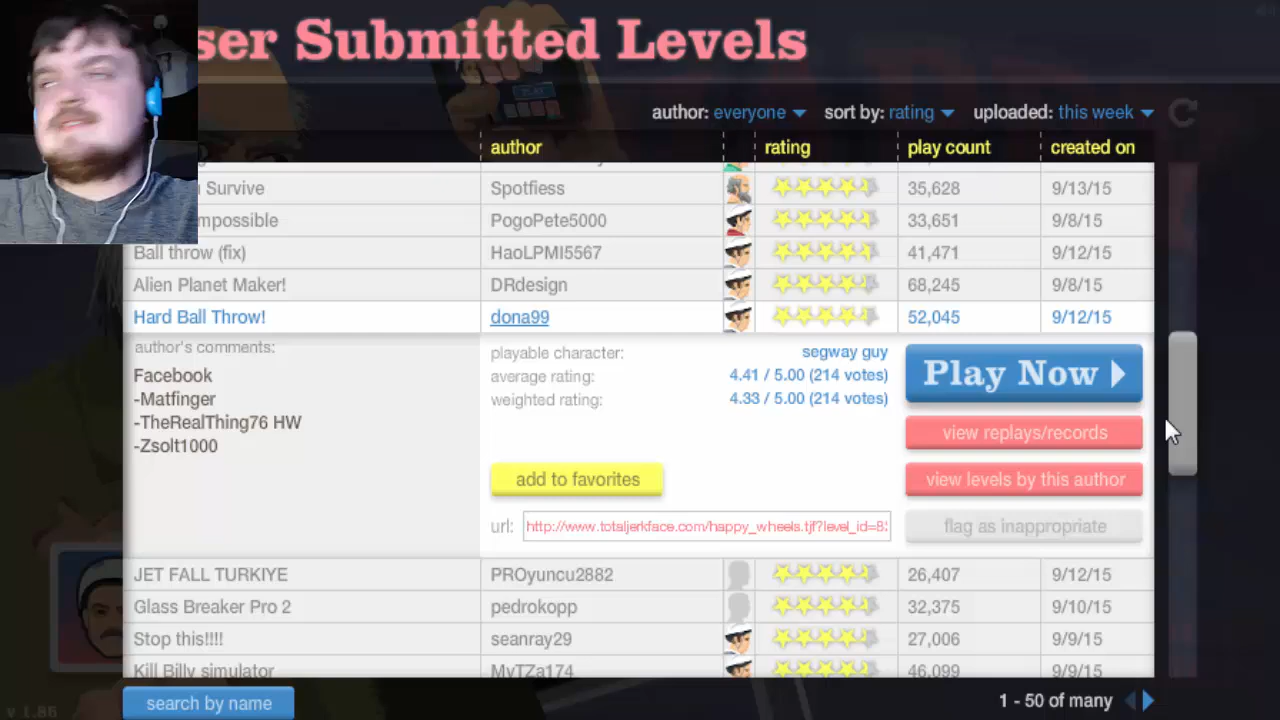 ser Submitted Levels
author: everyone sort by: rating uploaded: this week
author rating play count created on
Survive Spotfiess 35,628 9/13/15
mpossible PogoPete5000 33,651 9/8/15
Ball throw (fix) HaoLPMI5567 41,471 9/12/15
Alien Planet Maker! DRdesign 68,245 9/8/15
Hard Ball Throw! dona99 52,045 9/12/15
author's comments:
Facebook
-Matfinger
-TheRealThing76 HW
-Zsolt1000
playable character: segway guy
average rating: 4.41 / 5.00 (214 votes)
weighted rating: 4.33 / 5.00 (214 votes)
Play Now
view replays/records
add to favorites
view levels by this author
url: http://www.totaljerkface.com/happy_wheels.tjf?level_id=8
flag as inappropriate
JET FALL TURKIYE PROyuncu2882 26,407 9/12/15
Glass Breaker Pro 2 pedrokopp 32,375 9/10/15
Stop this!!!! seanray29 27,006 9/9/15
Kill Billy simulator MyTZa174 46,099 9/9/15
search by name
1 - 50 of many
v 1.86